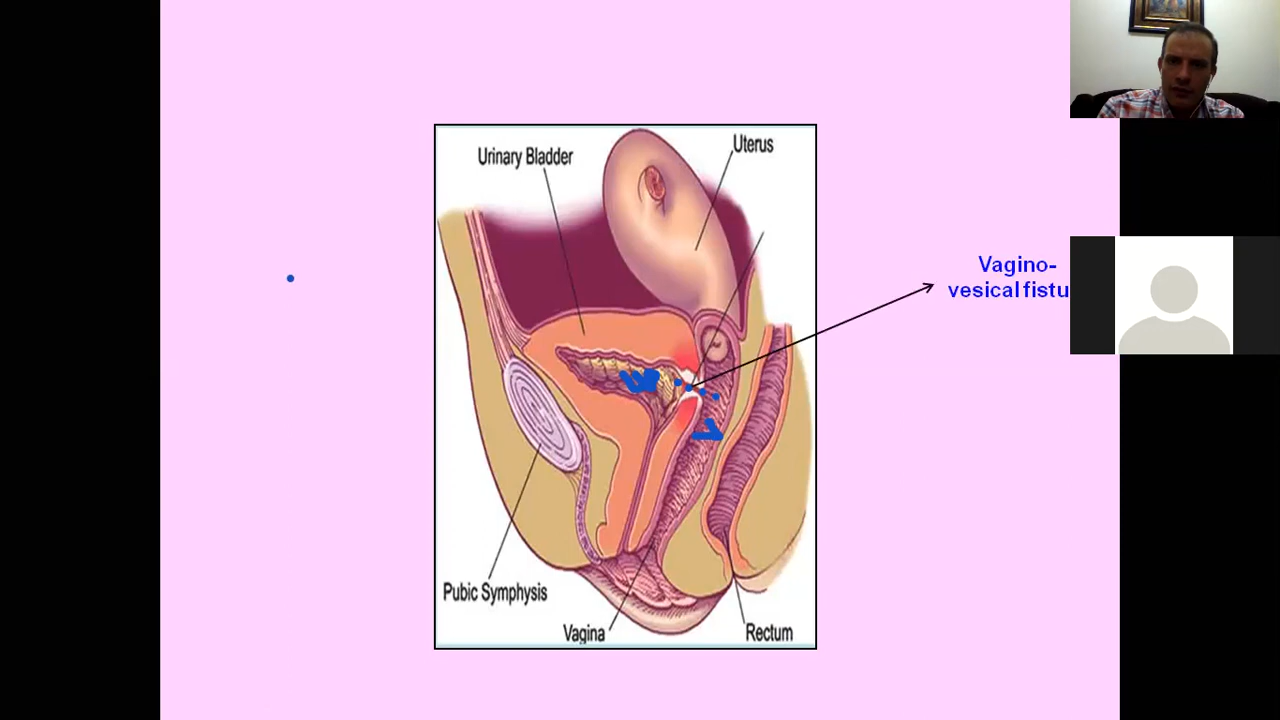 Urinary Bladder
Uterus
Vagino-
vesical fistu
Pubic Symphysis
Vagina
Rectum